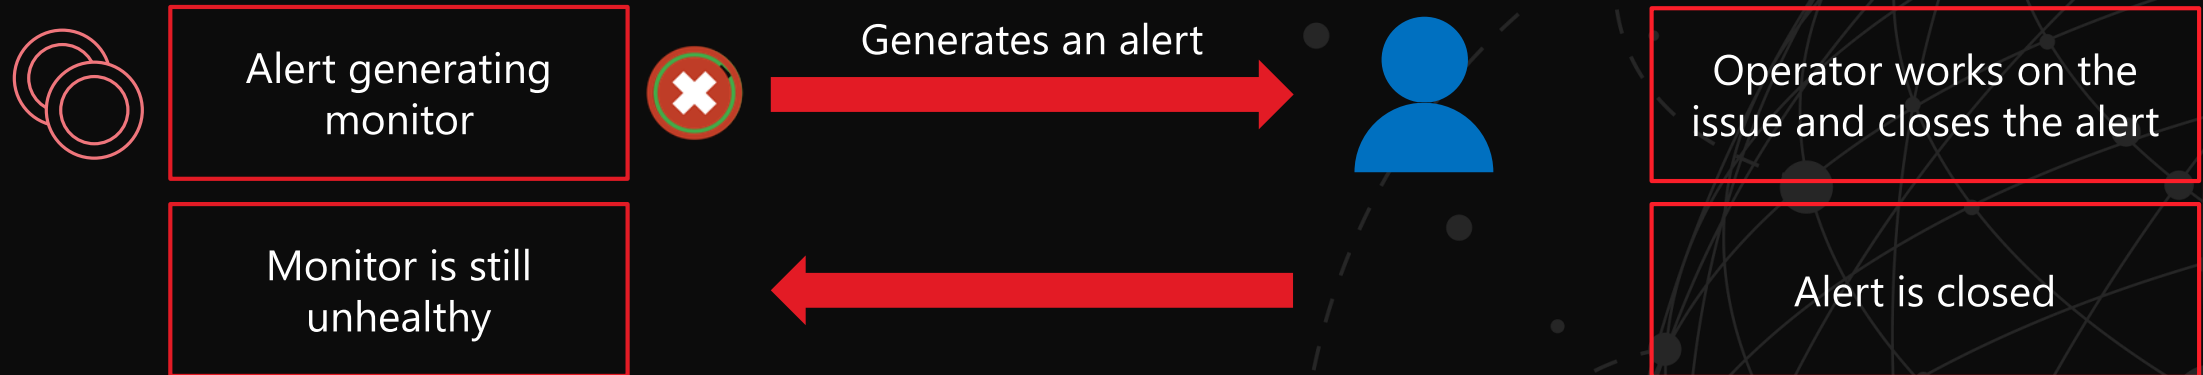 Alert generating
monitor
Generates an alert
Operator works on the
issue and closes the alert
Monitor is still
unhealthy
Alert is closed